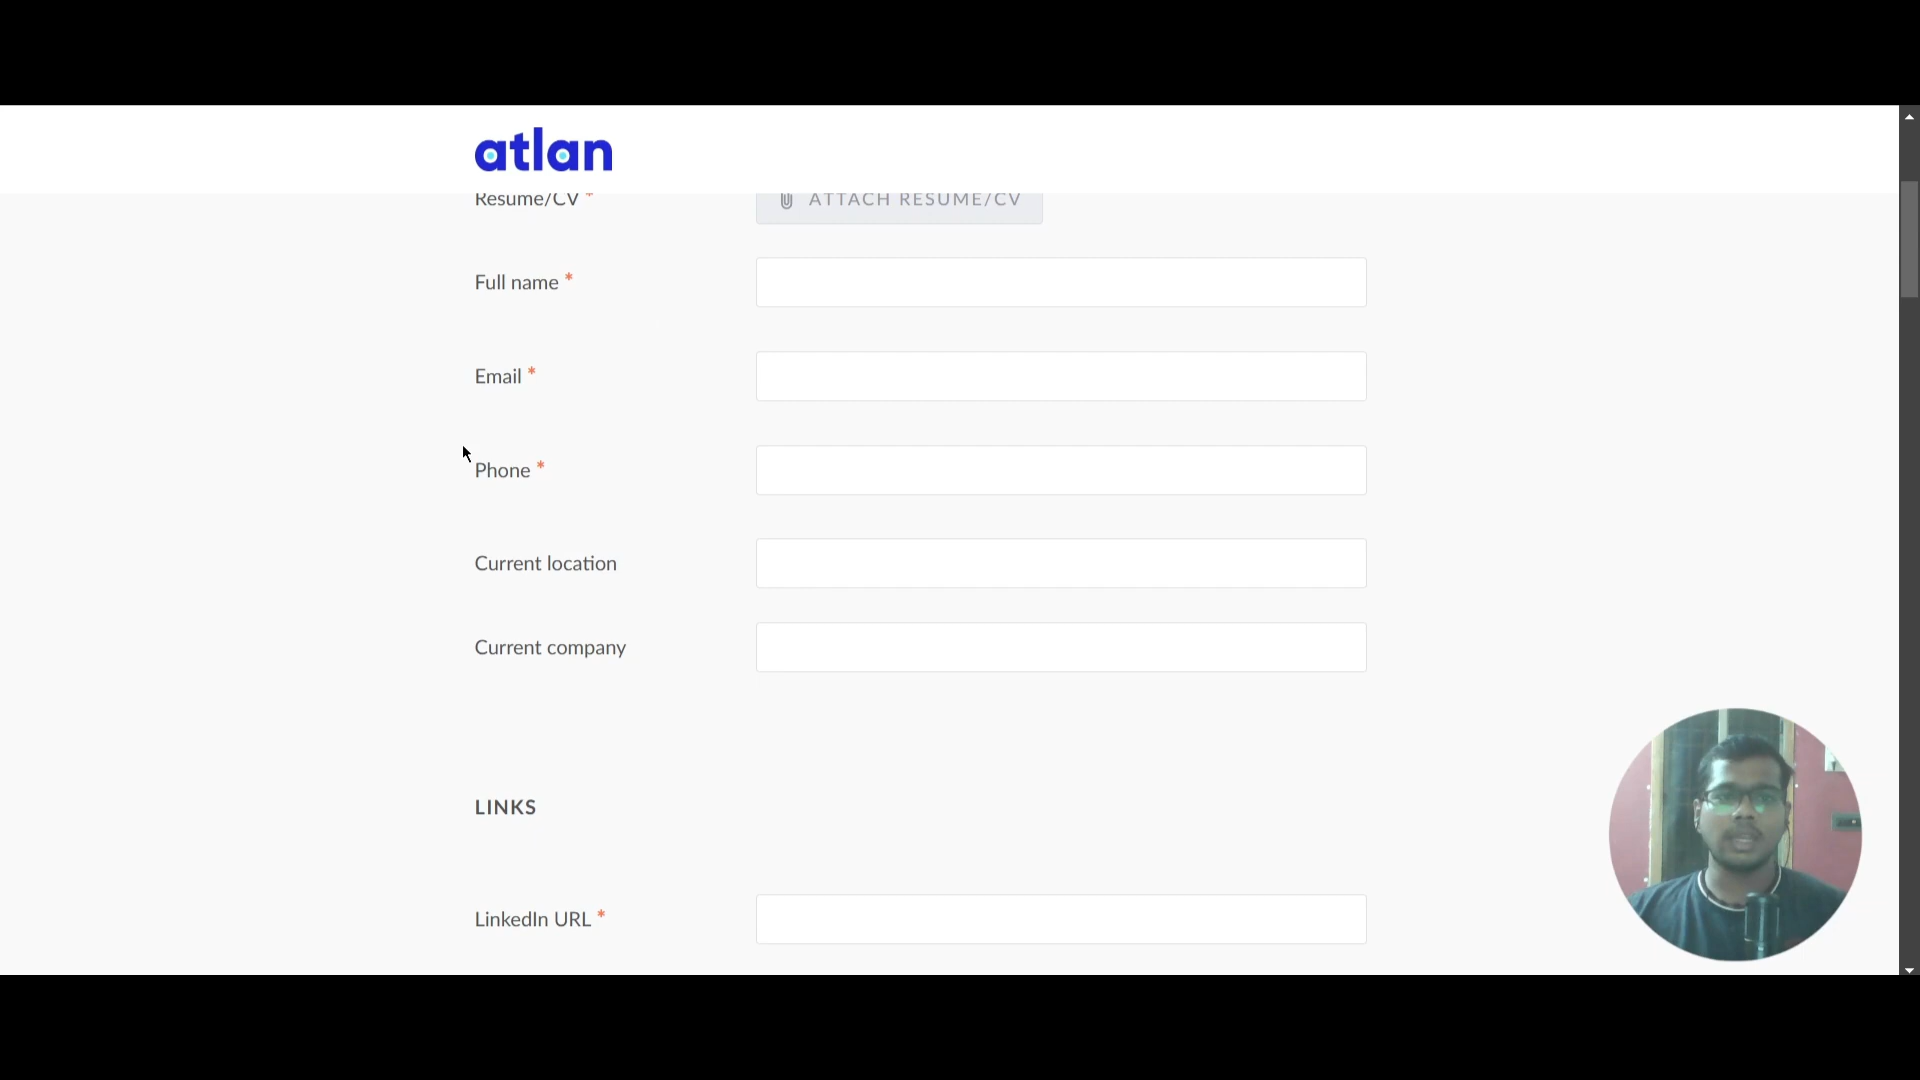 atlan
Resume/CV *
ATTACH RESUME/CV
Full name *
Email *
Phone *
Current location
Current company
LINKS
LinkedIn URL *